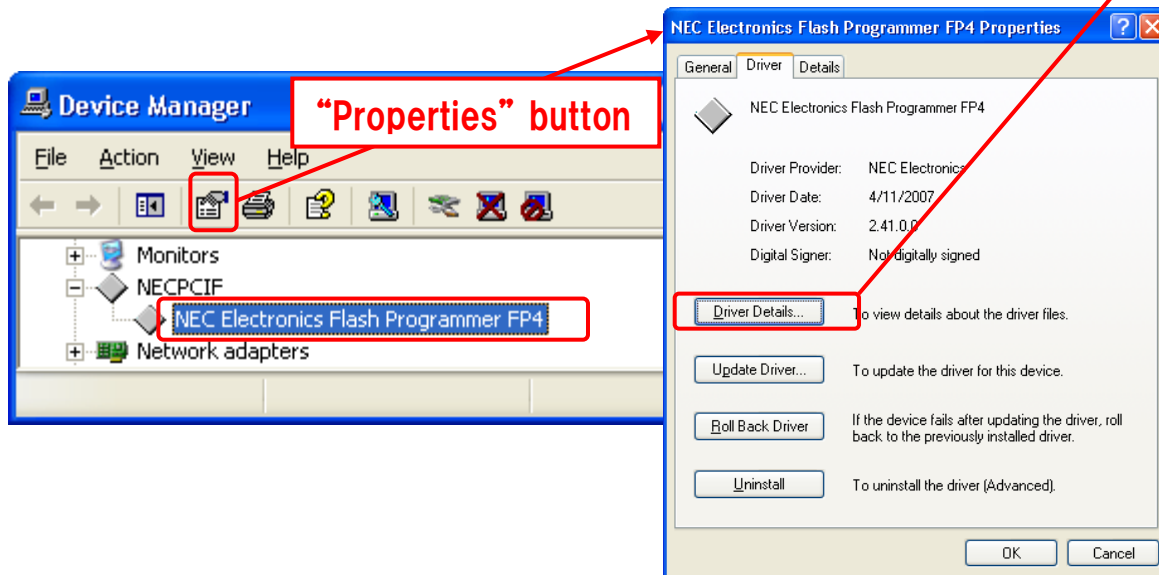 Device Manager
“Properties” button
File Action View Help
Monitors
NECPCIF
NEC Electronics Flash Programmer FP4
Network adapters
NEC Electronics Flash Programmer FP4 Properties
General Driver Details
NEC Electronics Flash Programmer FP4
Driver Provider: NEC Electronics
Driver Date: 4/11/2007
Driver Version: 2.41.0.0
Digital Signer: Not digitally signed
Driver Details... To view details about the driver files.
Update Driver... To update the driver for this device.
Roll Back Driver If the device fails after updating the driver, roll
back to the previously installed driver.
Uninstall To uninstall the driver (Advanced).
OK Cancel